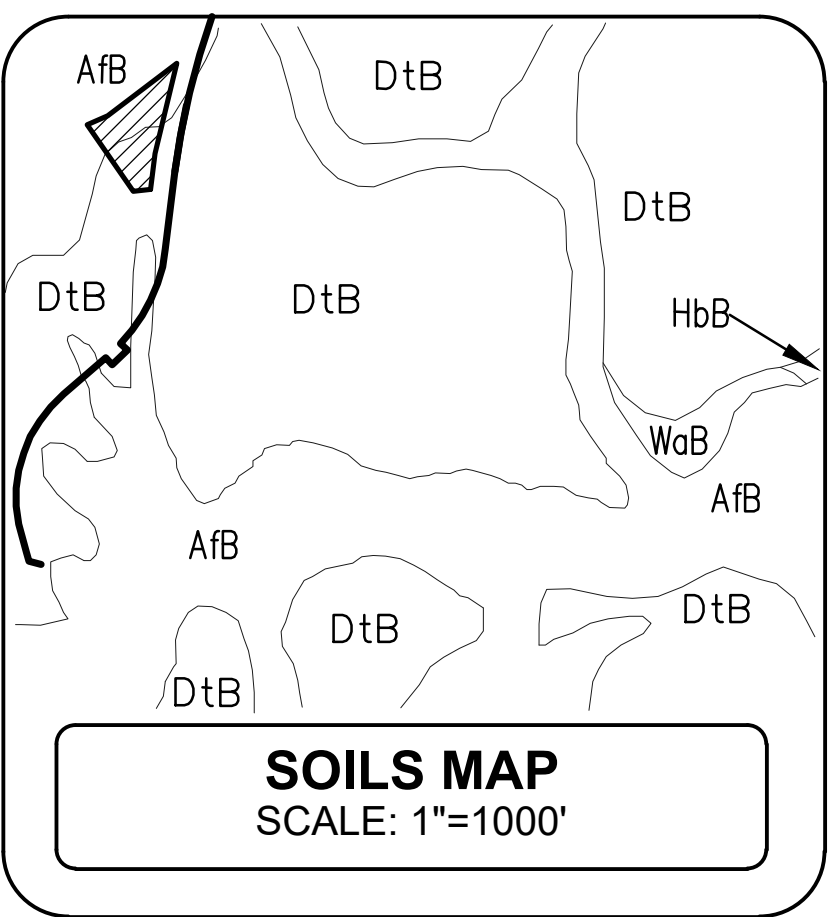 AfB
DtB
DtB
DtB
DtB
HbB
WaB
AfB
AfB
DtB
DtB
DtB
SOILS MAP
SCALE: 1"=1000'